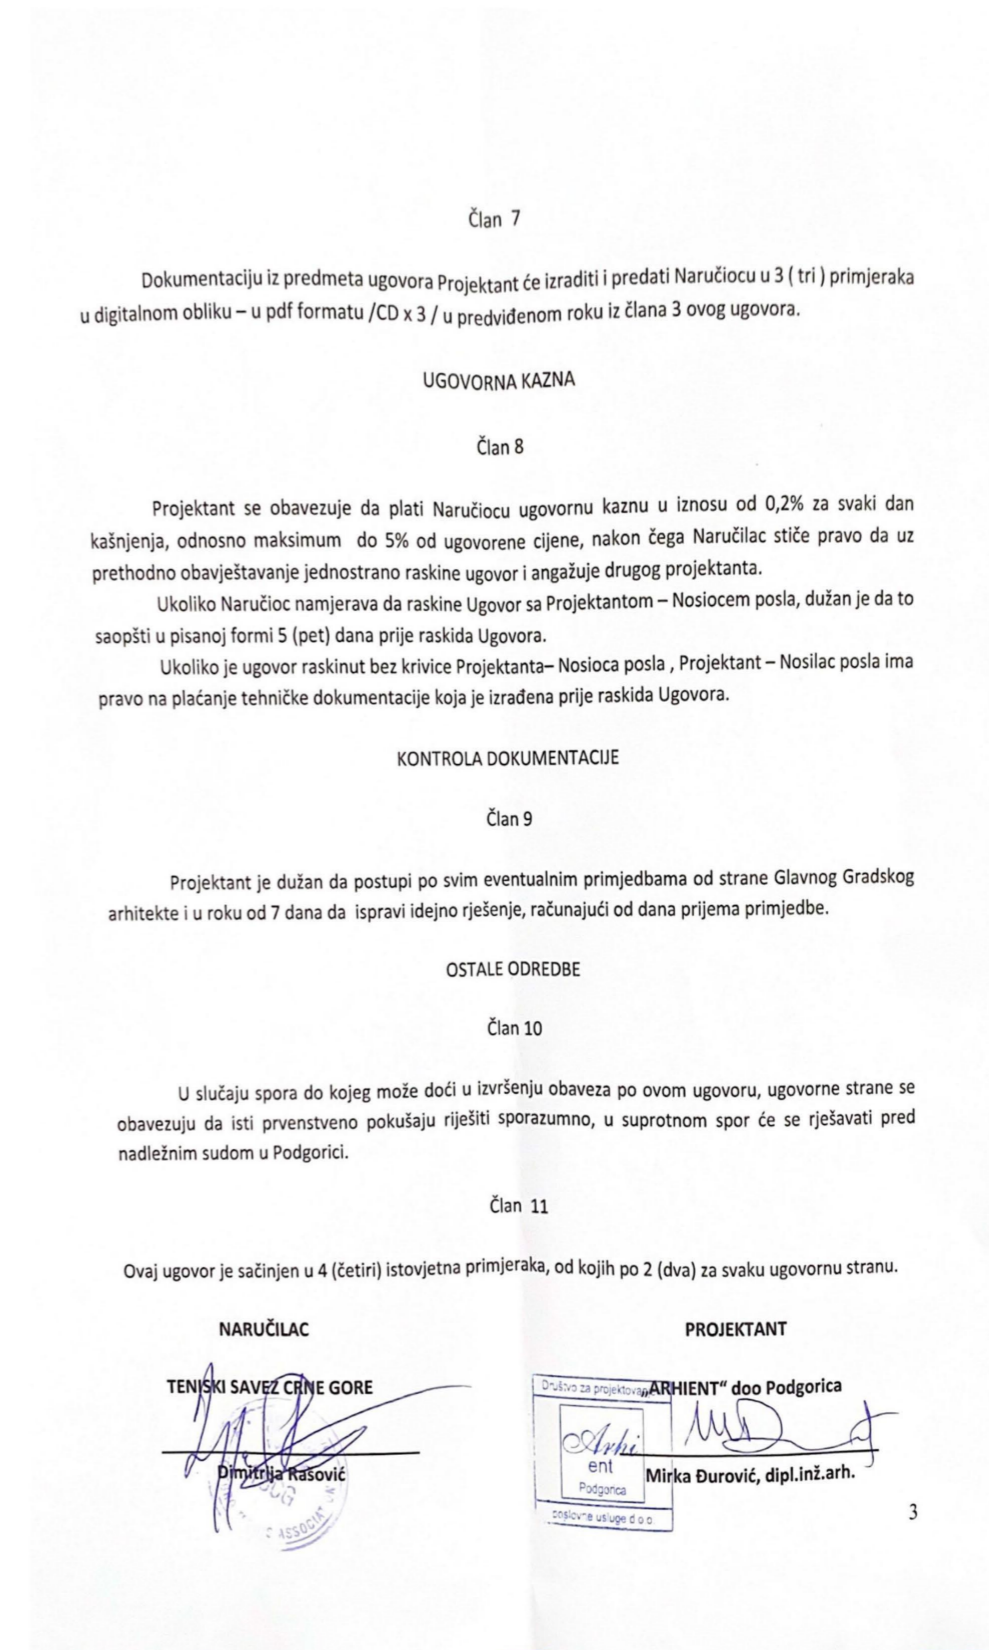 Član 7
Dokumentaciju iz predmeta ugovora Projektant će izraditi i predati Naručiocu u 3 ( tri ) primjeraka
u digitalnom obliku – u pdf formatu /CD x 3 / u predviđenom roku iz člana 3 ovog ugovora.
UGOVORNA KAZNA
Član 8
Projektant se obavezuje da plati Naručiocu ugovornu kaznu u iznosu od 0,2% za svaki dan
kašnjenja, odnosno maksimum do 5% od ugovorene cijene, nakon čega Naručilac stiče pravo da uz
prethodno obavještavanje jednostrano raskine ugovor i angažuje drugog projektanta.
Ukoliko Naručioc namjerava da raskine Ugovor sa Projektantom – Nosiocem posla, dužan je da to
saopšti u pisanoj formi 5 (pet) dana prije raskida Ugovora.
Ukoliko je ugovor raskinut bez krivice Projektanta– Nosioca posla , Projektant – Nosilac posla ima
pravo na plaćanje tehničke dokumentacije koja je izrađena prije raskida Ugovora.
KONTROLA DOKUMENTACIJE
Član 9
Projektant je dužan da postupi po svim eventualnim primjedbama od strane Glavnog Gradskog
arhitekte i u roku od 7 dana da ispravi idejno rješenje, računajući od dana prijema primjedbe.
OSTALE ODREDBE
Član 10
U slučaju spora do kojeg može doći u izvršenju obaveza po ovom ugovoru, ugovorne strane se
obavezuju da isti prvenstveno pokušaju riješiti sporazumno, u suprotnom spor će se rješavati pred
nadležnim sudom u Podgorici.
Član 11
Ovaj ugovor je sačinjen u 4 (četiri) istovjetna primjeraka, od kojih po 2 (dva) za svaku ugovornu stranu.
NARUČILAC
TENISKI SAVEZ CRNE GORE
Dimitrija Rašović
ASSOCIAT
PROJEKTANT
„ARHIENT“ doo Podgorica
Društvo za projektovan
Arhi
ent
Podgorica
poslovne usluge d o o
Mirka Đurović, dipl.inž.arh.
3